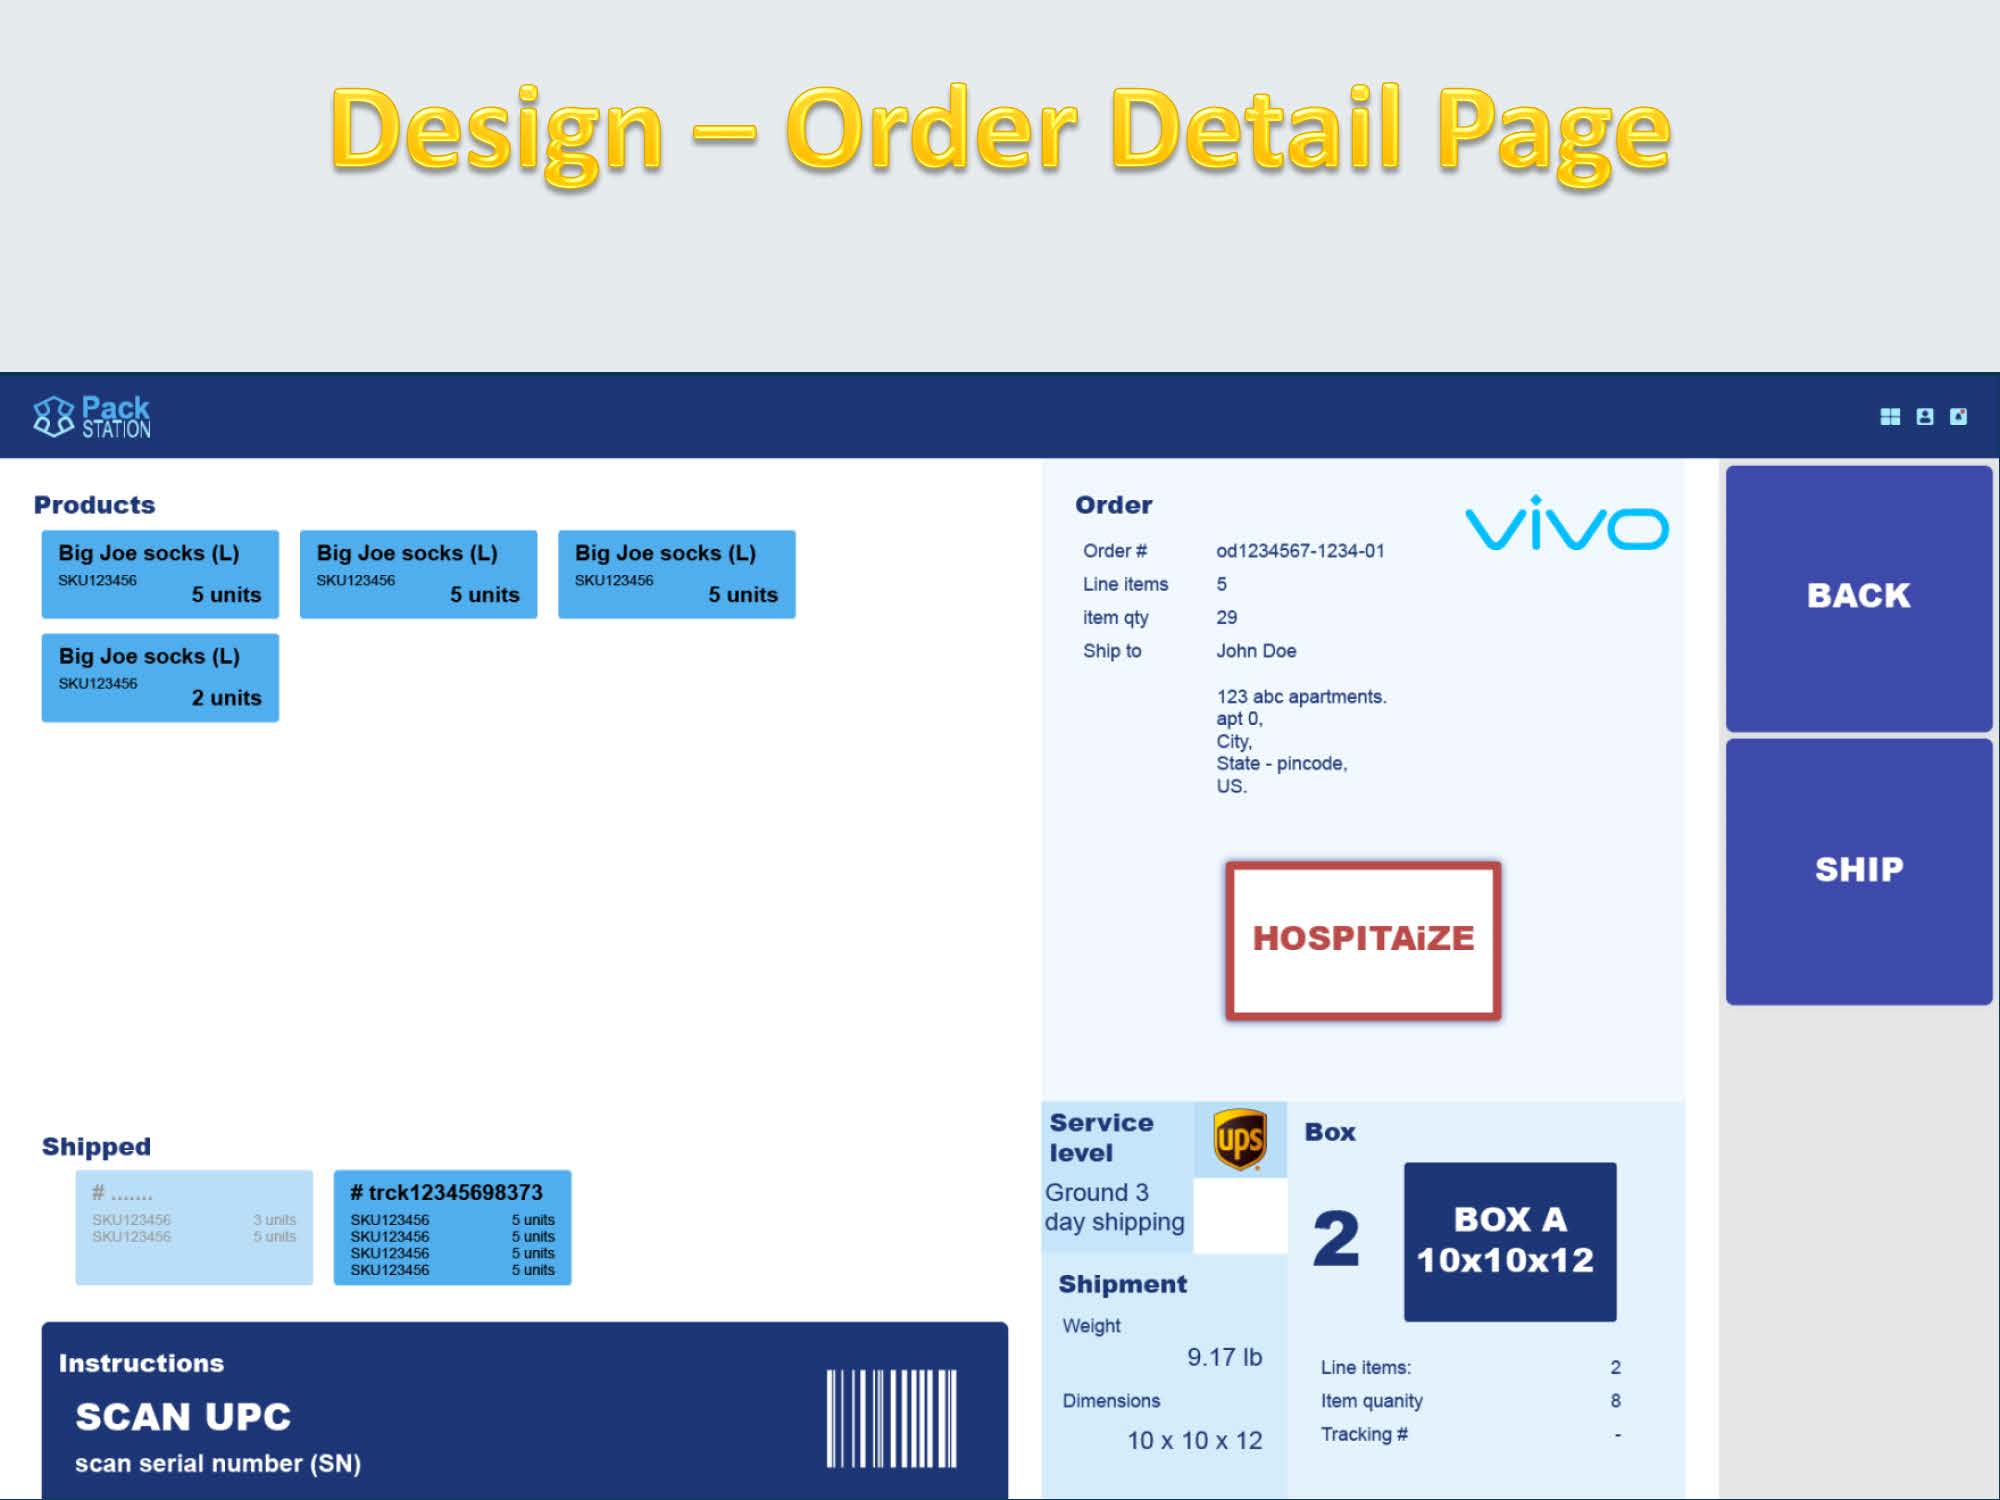 Design – Order Detail Page
Pack
STATION
Products
Big Joe socks (L)
SKU123456
5 units
Big Joe socks (L)
SKU123456
5 units
Big Joe socks (L)
SKU123456
5 units
Big Joe socks (L)
SKU123456
2 units
Shipped
# .......
SKU123456 3 units
SKU123456 5 units
# trck12345698373
SKU123456 5 units
SKU123456 5 units
SKU123456 5 units
SKU123456 5 units
Instructions
SCAN UPC
scan serial number (SN)
Order
vivo
Order # od1234567-1234-01
Line items 5
item qty 29
Ship to John Doe
123 abc apartments.
apt 0,
City,
State - pincode,
US.
HOSPITAiZE
Service
level
ups
Ground 3
day shipping
Shipment
Weight
9.17 lb
Dimensions
10 x 10 x 12
Box
2
BOX A
10x10x12
Line items: 2
Item quanity 8
Tracking # -
BACK
SHIP